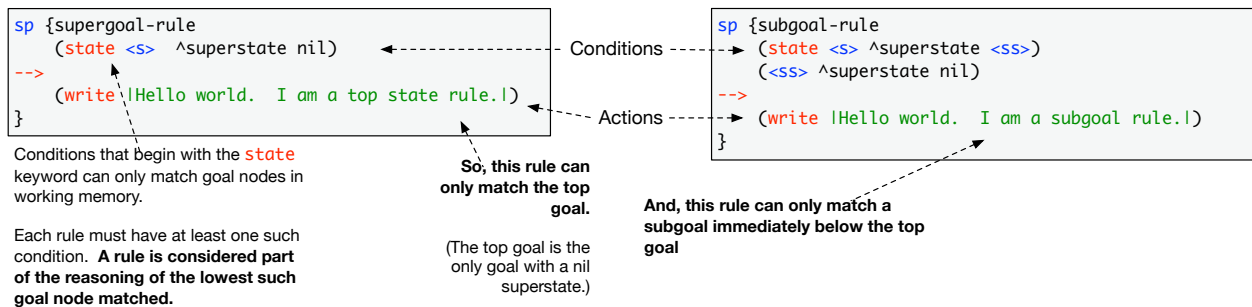 sp {supergoal-rule
(state <s> ^superstate nil)
-->
(write |Hello world.  I am a top state rule.|)
}
Conditions
Actions
sp {subgoal-rule
(state <s> ^superstate <ss>)
(<ss> ^superstate nil)
-->
(write |Hello world.  I am a subgoal rule.|)
}
Conditions that begin with the state
keyword can only match goal nodes in
working memory.
Each rule must have at least one such
condition.  A rule is considered part
of the reasoning of the lowest such
goal node matched.
So, this rule can
only match the top
goal.
(The top goal is the
only goal with a nil
superstate.)
And, this rule can only match a
subgoal immediately below the top
goal